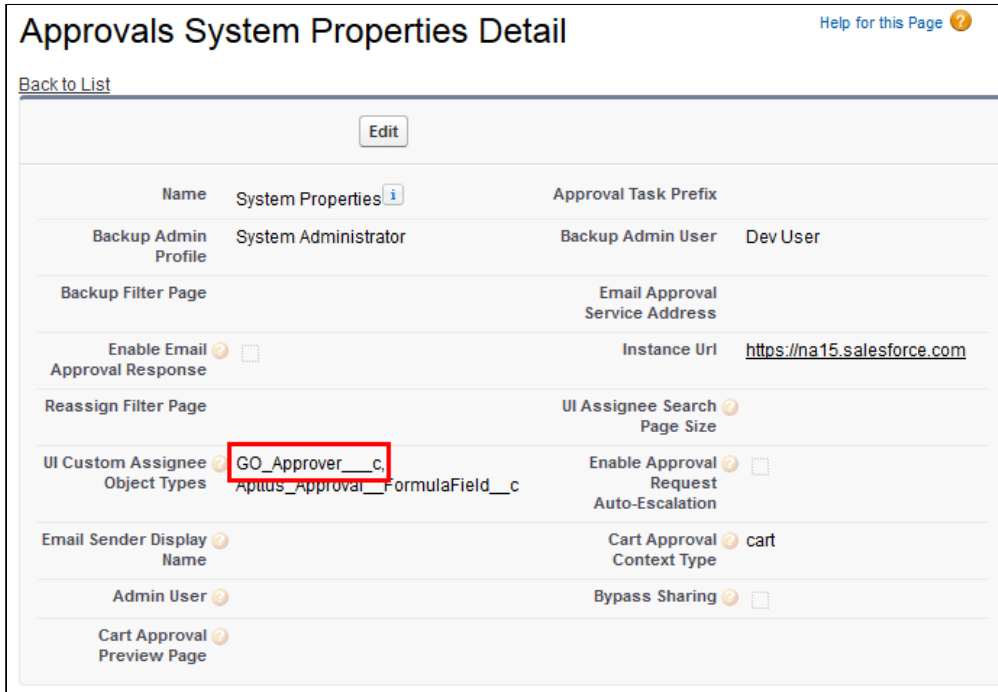 Approvals System Properties Detail
Help for this Page ?
Back to List
Edit
Name System Properties i Approval Task Prefix
Backup Admin Profile System Administrator Backup Admin User Dev User
Backup Filter Page Email Approval Service Address
Enable Email Approval Response ? Instance Url https://na15.salesforce.com
Reassign Filter Page UI Assignee Search Page Size ?
UI Custom Assignee Object Types ? GO_Approver___c, Apttus_Approval__FormulaField__c Enable Approval Request Auto-Escalation ?
Email Sender Display Name ? Cart Approval Context Type ? cart
Admin User ? Bypass Sharing ?
Cart Approval Preview Page ?